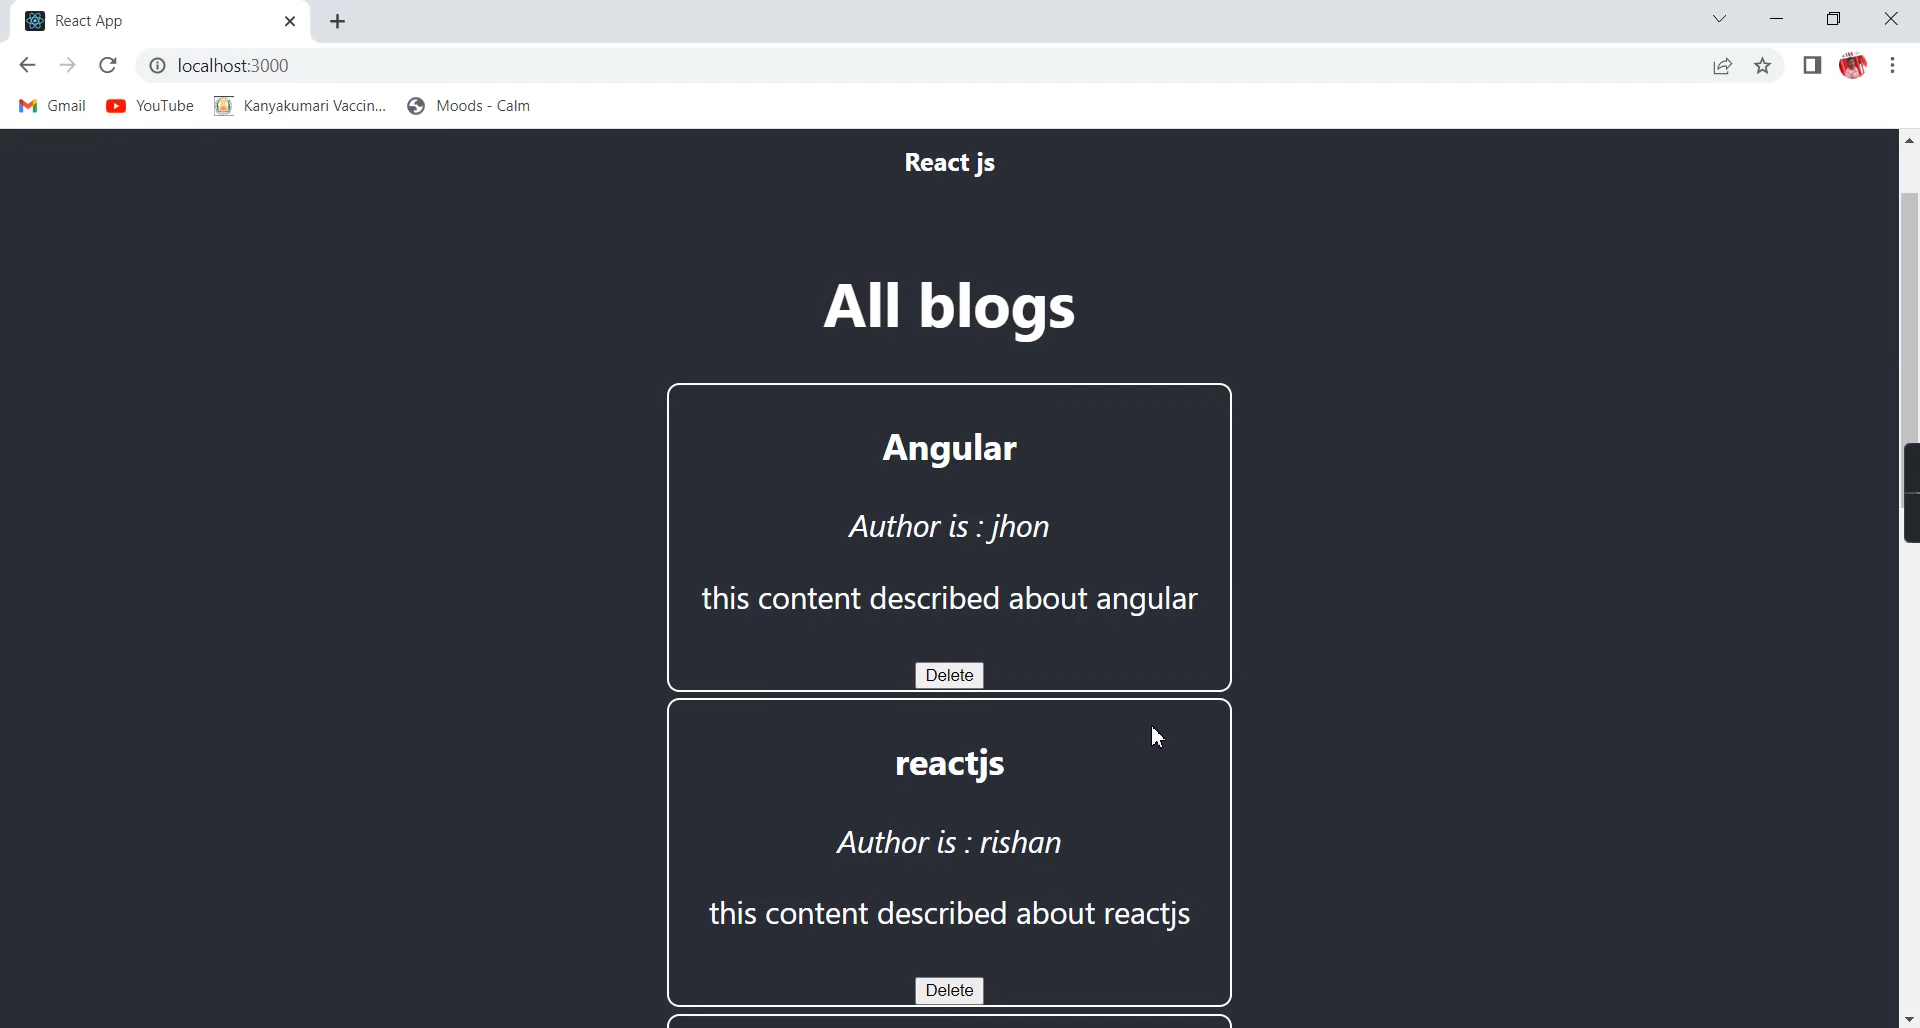 React App
localhost:3000
Gmail YouTube Kanyakumari Vaccin... Moods - Calm
React js
All blogs
Angular
Author is : jhon
this content described about angular
Delete
reactjs
Author is : rishan
this content described about reactjs
Delete